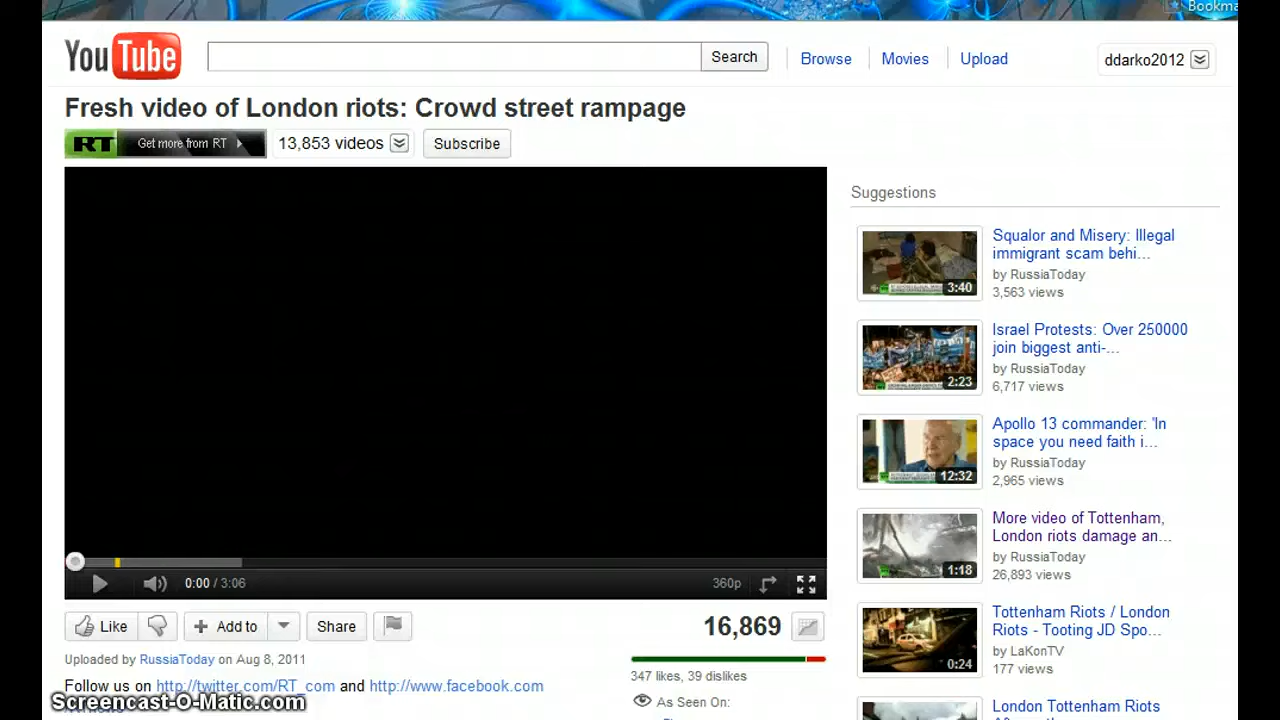 Bookma
YouTube
Search
Browse
Movies
Upload
ddarko2012
Fresh video of London riots: Crowd street rampage
RT
Get more from RT
13,853 videos
Subscribe
Suggestions
3:40
Squalor and Misery: Illegal
immigrant scam behi...
by RussiaToday
3,563 views
2:23
Israel Protests: Over 250000
join biggest anti-...
by RussiaToday
6,717 views
12:32
Apollo 13 commander: 'In
space you need faith i...
by RussiaToday
2,965 views
1:18
More video of Tottenham,
London riots damage an...
by RussiaToday
26,893 views
0:24
Tottenham Riots / London
Riots - Tooting JD Spo...
by LaKonTV
177 views
London Tottenham Riots
0:00 / 3:06
360p
Like
Add to
Share
16,869
Uploaded by RussiaToday on Aug 8, 2011
347 likes, 39 dislikes
Follow us on http://twitter.com/RT_com and http://www.facebook.com
As Seen On:
Screencast-O-Matic.com